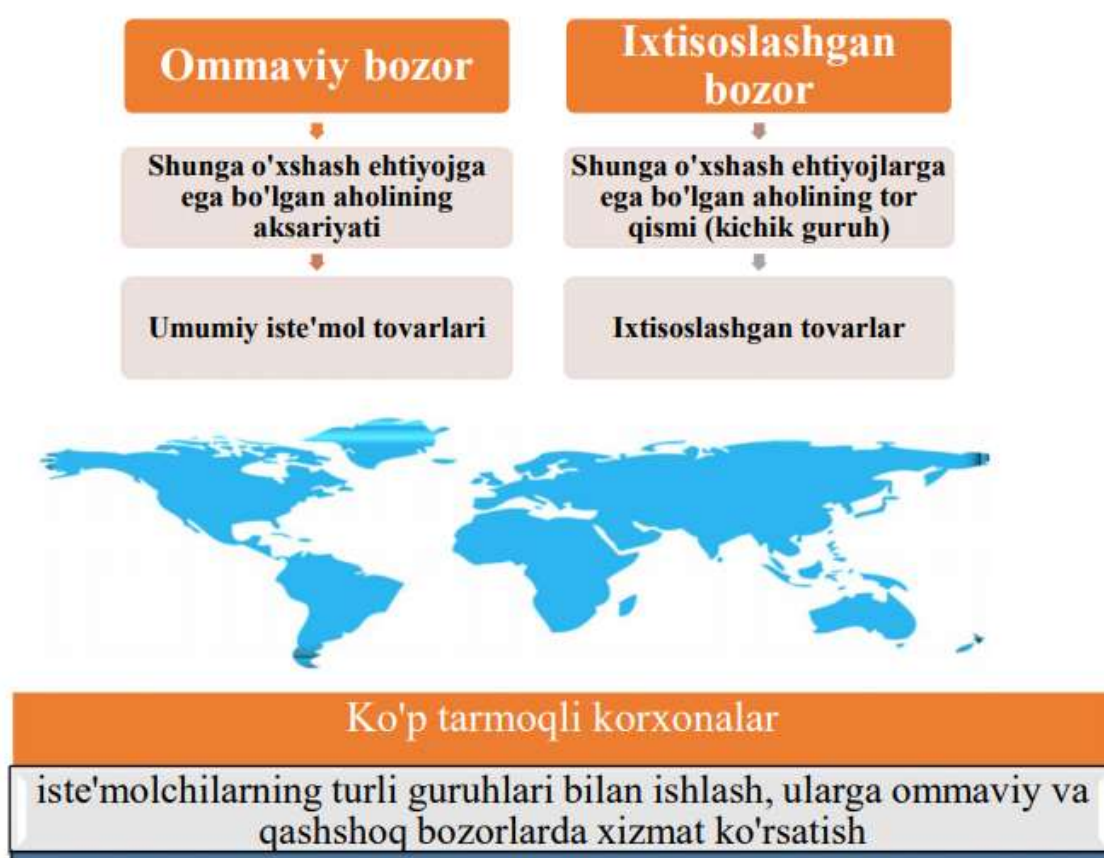 Ommaviy bozor
Shunga o'xshash ehtiyojga
ega bo'lgan aholining
aksariyati
Umumiy iste'mol tovarlari
Ixtisoslashgan
bozor
Shunga o'xshash ehtiyojlarga
ega bo'lgan aholining tor
qismi (kichik guruh)
Ixtisoslashgan tovarlar
Ko'p tarmoqli korxonalar
iste'molchilarning turli guruhlari bilan ishlash, ularga ommaviy va
qashshoq bozorlarda xizmat ko'rsatish